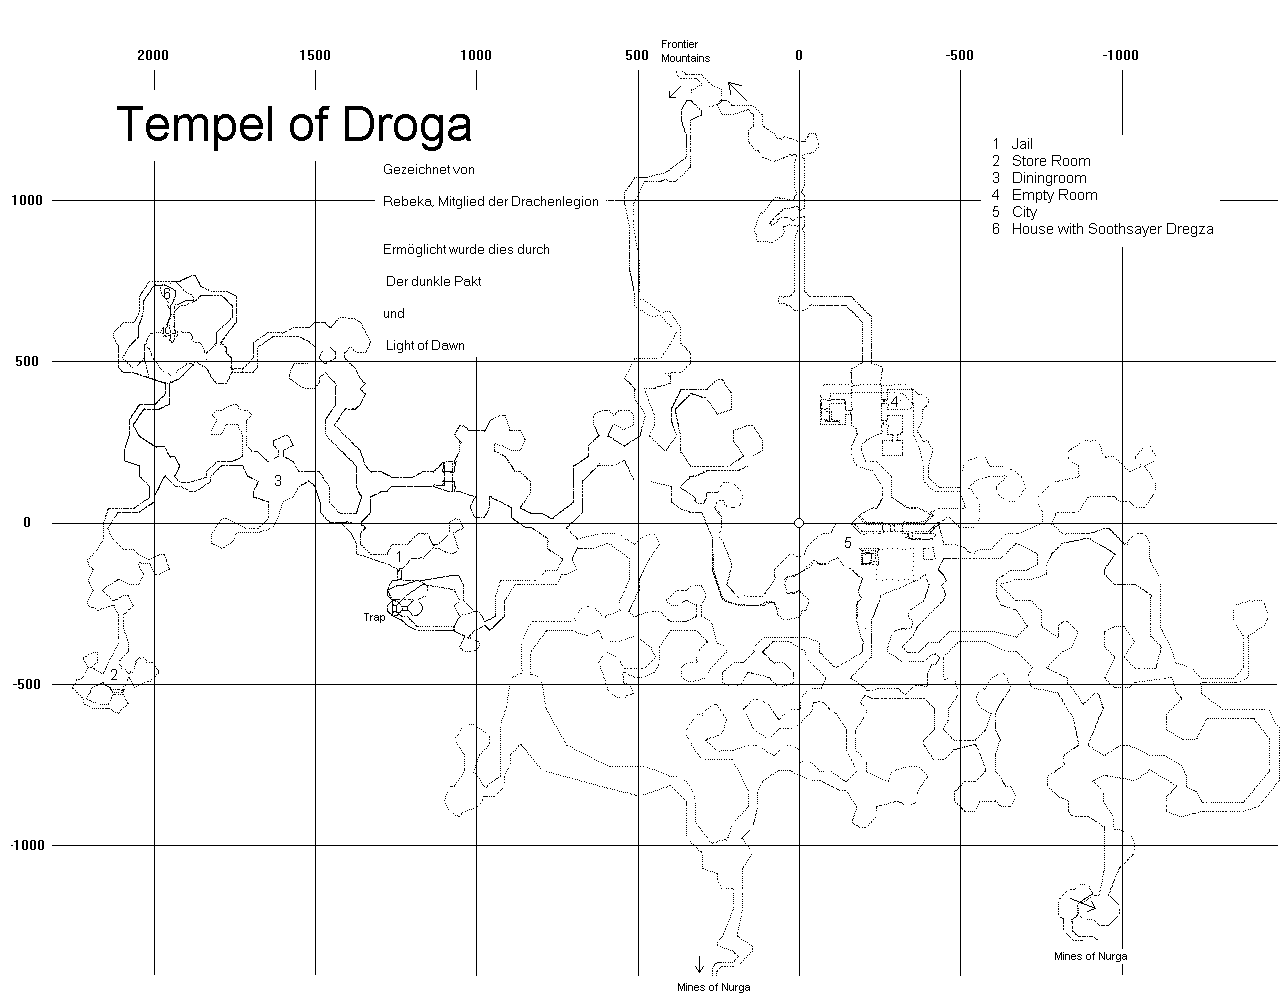 Frontier
Mountains
2000 1500 1000 500 0 -500 -1000
Tempel of Droga
Gezeichnet von
Rebeka, Mitglied der Drachenlegion
Ermöglicht wurde dies durch
Der dunkle Pakt
und
Light of Dawn
1 Jail
2 Store Room
3 Diningroom
4 Empty Room
5 City
6 House with Soothsayer Dregza
1000
6
500
4
3
0
5
1
Trap
2
-500
-1000
Mines of Nurga
Mines of Nurga